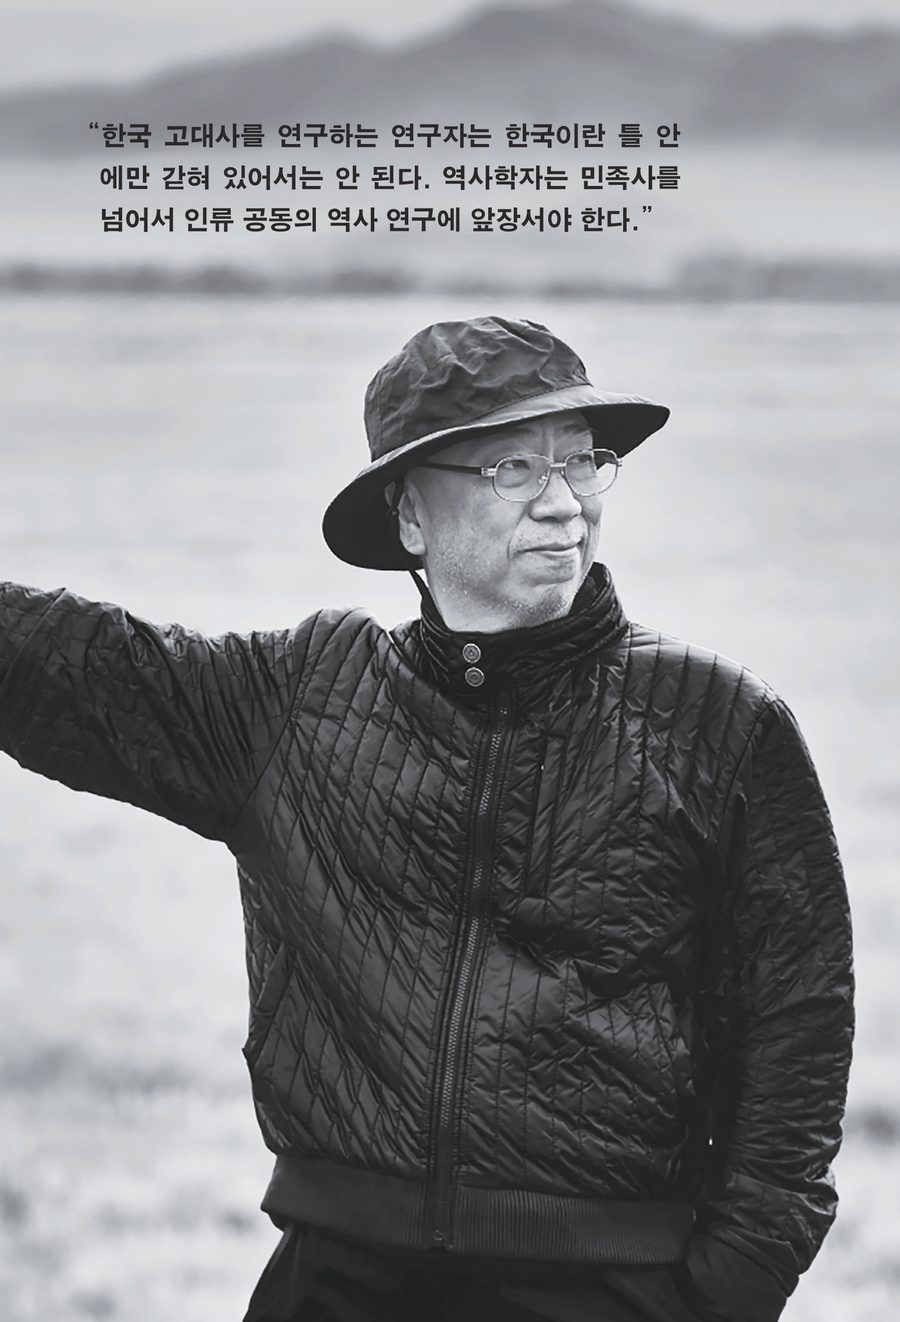 “한국 고대사를 연구하는 연구자는 한국이란 틀 안
에만 갇혀 있어서는 안 된다. 역사학자는 민족사를
넘어서 인류 공동의 역사 연구에 앞장서야 한다.”